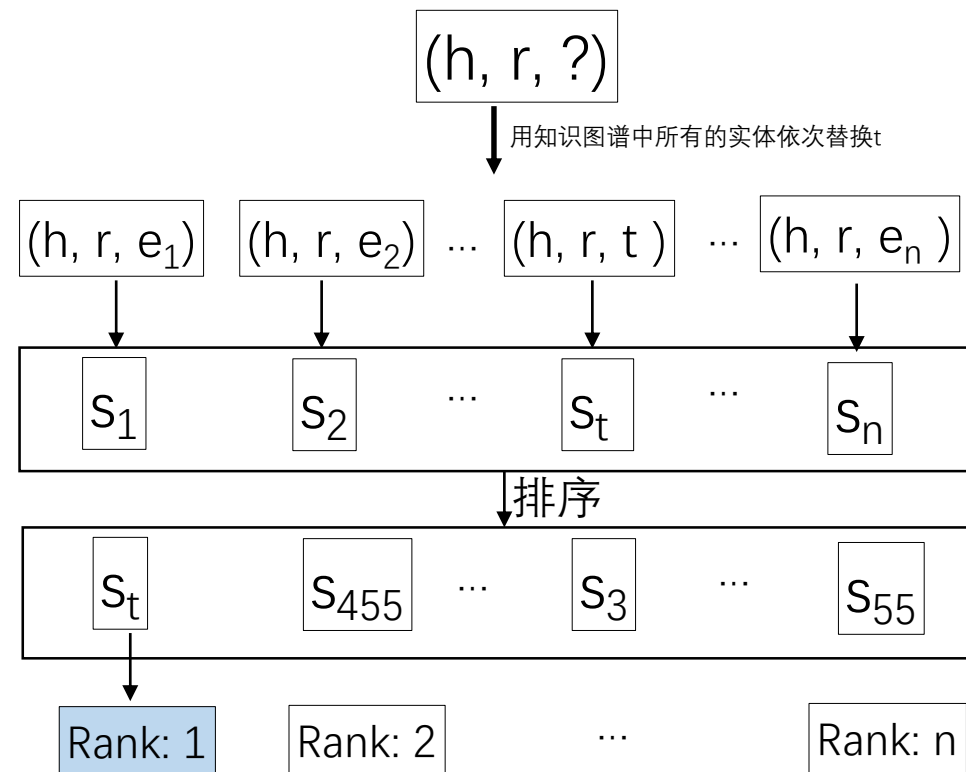 (h, r, ?)
用知识图谱中所有的实体依次替换t
(h, r, e₁) (h, r, e₂) ... (h, r, t ) ... (h, r, eₙ )
s₁ s₂ ... sₜ ... sₙ
排序
sₜ s₄₅₅ ... s₃ ... s₅₅
Rank: 1 Rank: 2 ... Rank: n